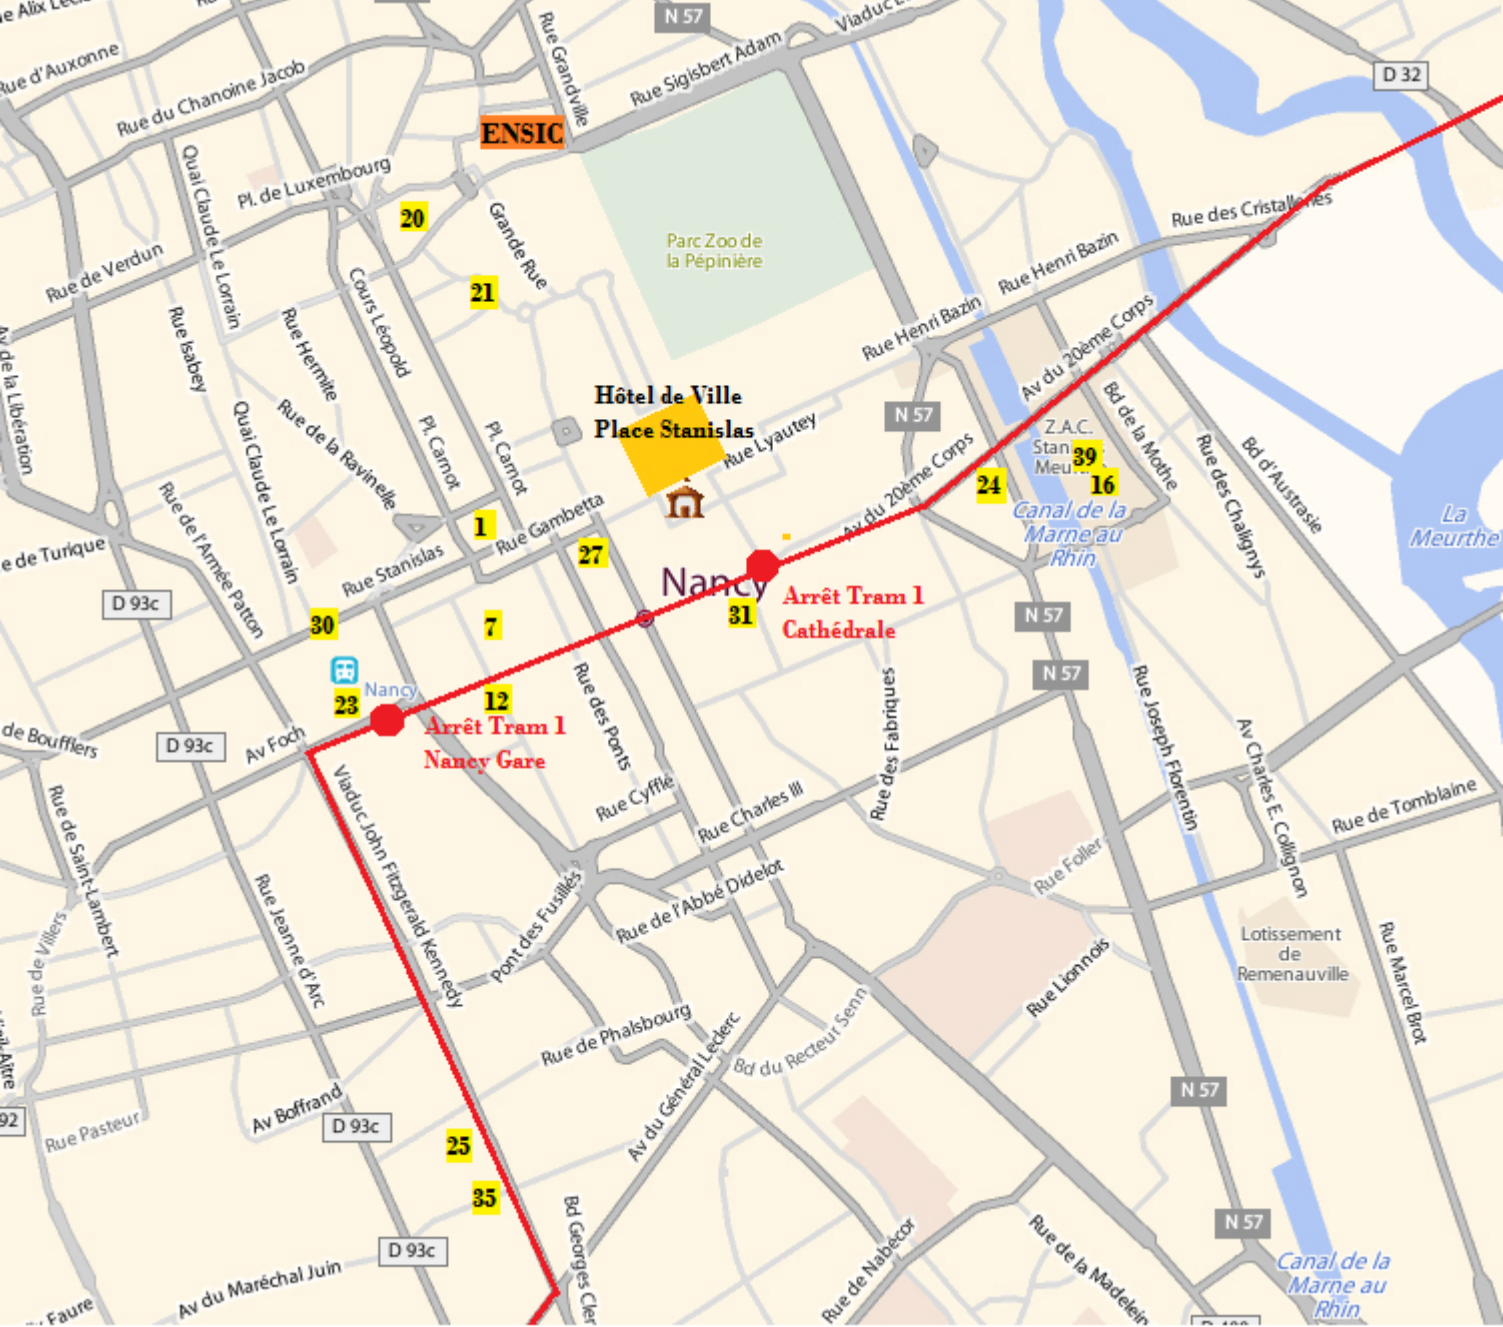 N 57
Viaduc
Rue d'Auxonne
Rue du Chanoine Jacob
Rue Grandville
Rue Sigisbert Adam
D 32
ENSIC
Quai Claude Le Lorrain
Pl. de Luxembourg
20
Grande Rue
Parc Zoo de
la Pépinière
Rue des Cristalleries
Rue de Verdun
21
Rue Henri Bazin
Cours Léopold
Rue Isabey
Rue Hermite
Rue Henri Bazin
Av du 20ème Corps
Av de la Libération
Hôtel de Ville
Place Stanislas
Rue de la Ravinelle
Quai Claude Le Lorrain
Pl. Carnot
Pl. Carnot
Rue Lyautey
N 57
Z.A.C.
Bd de la Mothe
39
16
24
Rue des Chalignys
Bd d'Austrasie
Av du 20ème Corps
Rue de l'Armée Patton
1
Rue Gambetta
Canal de la
Marne au
Rhin
La
Meurthe
e de Turique
Rue Stanislas
27
Nancy
D 93c
30
7
31
Arrêt Tram 1
Cathédrale
N 57
N 57
Nancy
23
12
Arrêt Tram 1
Nancy Gare
Rue des Ponts
Rue des Fabriques
Rue Joseph Florentin
Av Charles E. Collignon
de Boufflers
D 93c
Av Foch
Rue de Saint-Lambert
Viaduc John Fitzgerald Kennedy
Rue Cyfflé
Rue Charles III
Rue de Tomblaine
Rue Foller
Rue Jeanne d'Arc
Pont des Fusillés
Rue de l'Abbé Didelot
Rue de Villers
Lotissement
de
Remenauville
Rue Marcel Brot
Rue Lionnois
Rue de Phalsbourg
Bd du Recteur Senn
Av du Général Leclerc
N 57
92
Rue Pasteur
Av Boffrand
D 93c
25
35
Bd Georges Cler
N 57
D 93c
Av du Maréchal Juin
Faure
Rue de Nabécor
Rue de la Madelein
Canal de la
Marne au
Rhin